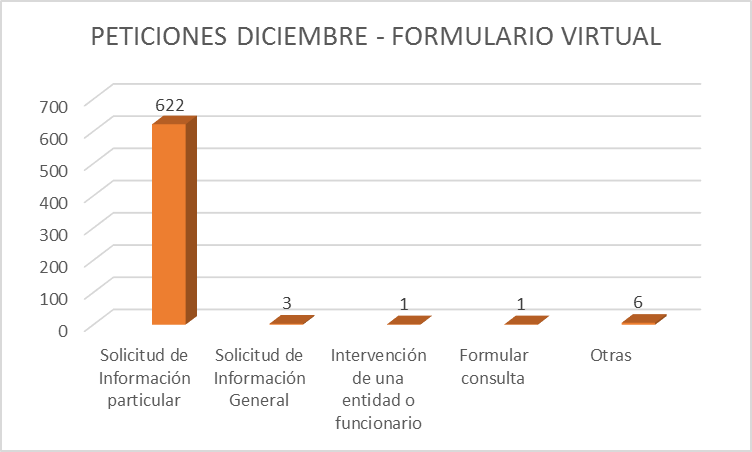 PETICIONES DICIEMBRE - FORMULARIO VIRTUAL
700
600
500
400
300
200
100
0
622
3
1
1
6
Solicitud de
Información
particular
Solicitud de
Información
General
Intervención
de una
entidad o
funcionario
Formular
consulta
Otras